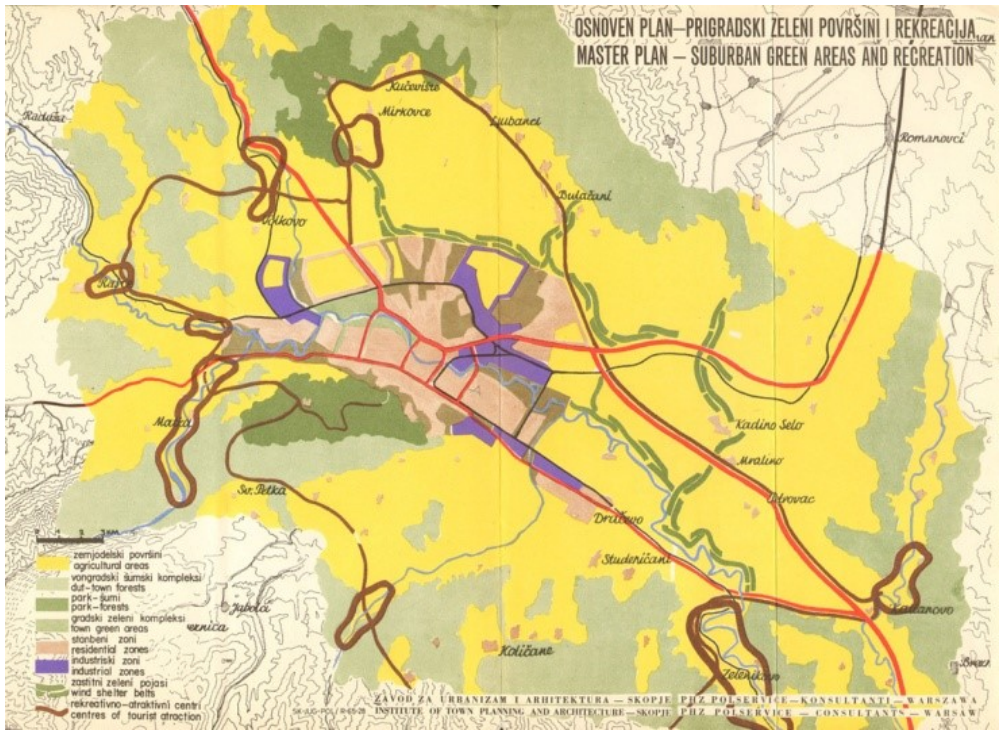 OSNOVEN PLAN—PRIGRADSKI ZELENI POVRŠINI I REKREACIJA
MASTER PLAN — SUBURBAN GREEN AREAS AND RECREATION
Radušа
Kučevište
Mirkovce
Ljubanci
Romanovci
Bulačani
Volkovo
Matka
Kadino Selo
Mralino
Sv. Petka
Dračevo
Studeničani
Jabolci
Količane
Zelenikovo
Katlanovo
3KM
zemjodelski površini
agricultural areas
vongradski šumski kompleksi
out-town forests
park-šumi
park-forests
gradski zeleni kompleksi
town green areas
stanbeni zoni
residential zones
industriski zoni
industrial zones
zastitni zeleni pojasi
wind shelter belts
rekreativno-atraktivni centri
centres of tourist atraction
ZAVOD ZA URBANIZAM I ARHITEKTURA — SKOPJE PHZ POLSERVICE—KONSULTANTI — WARSZAWA
INSTITUTE OF TOWN PLANNING AND ARCHITECTURE—SKOPJE PHZ POLSERVICE — CONSULTANTS — WARSAW